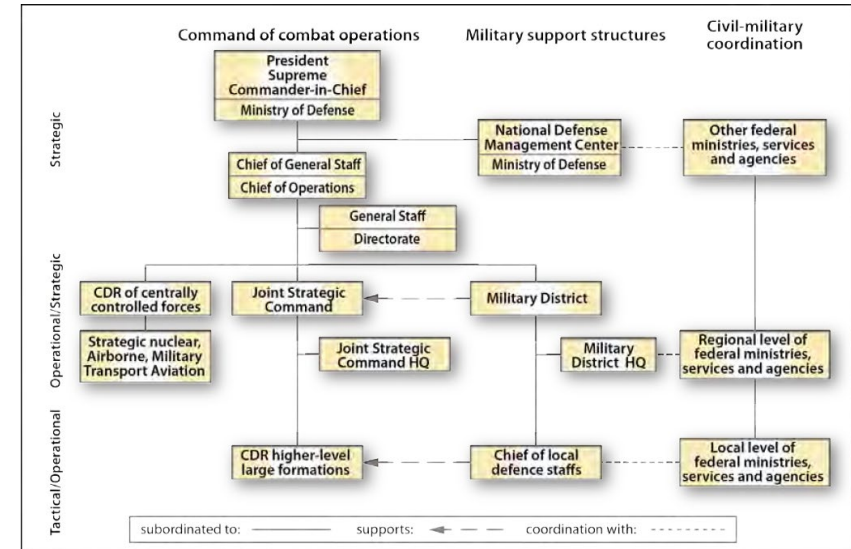 Command of combat operations
Military support structures
Civil-military
coordination
Strategic
President
Supreme
Commander-in-Chief
Ministry of Defense
National Defense
Management Center
Ministry of Defense
Other federal
ministries, services
and agencies
Chief of General Staff
Chief of Operations
General Staff
Directorate
Operational/Strategic
CDR of centrally
controlled forces
Joint Strategic
Command
Military District
Strategic nuclear,
Airborne, Military
Transport Aviation
Joint Strategic
Command HQ
Military
District HQ
Regional level of
federal ministries,
services and agencies
Tactical/Operational
CDR higher-level
large formations
Chief of local
defence staffs
Local level of
federal ministries,
services and agencies
subordinated to:
supports:
coordination with: